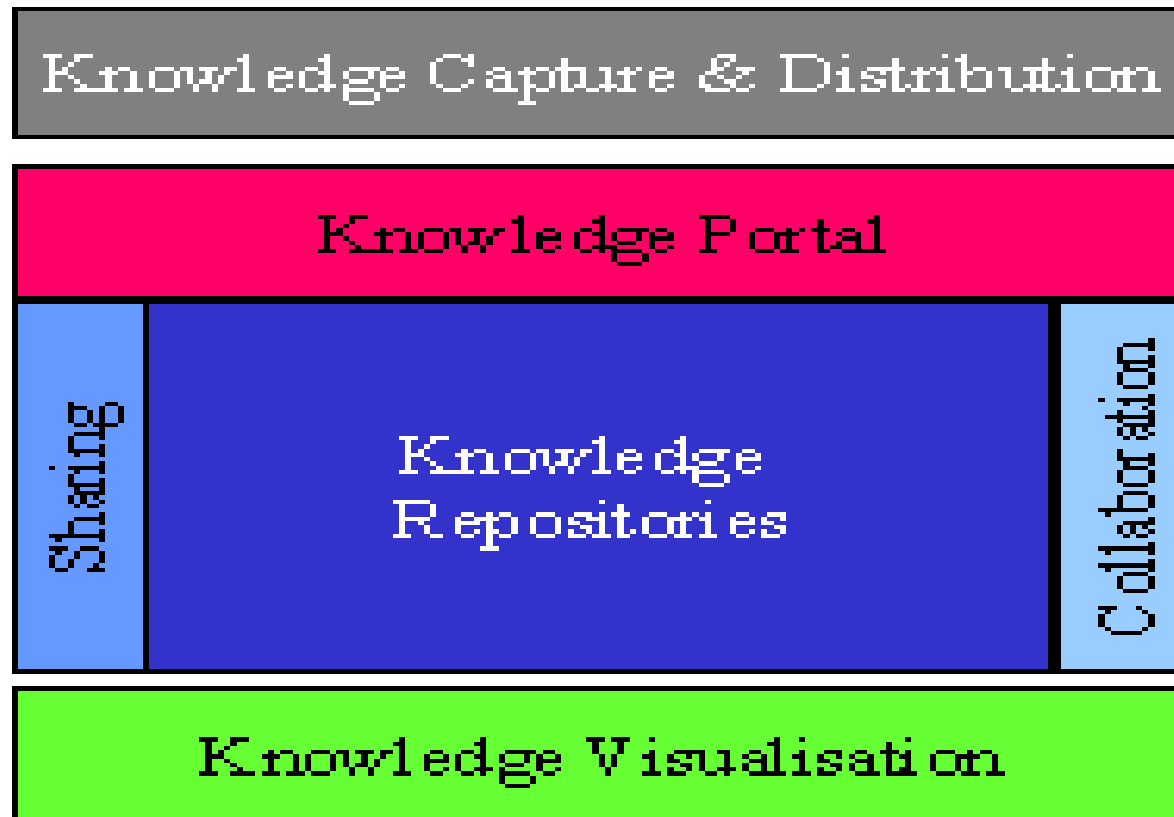 Knowledge Capture & Distribution
Knowledge Portal
Sharing
Knowledge
Repositories
Collaboration
Knowledge Visualisation